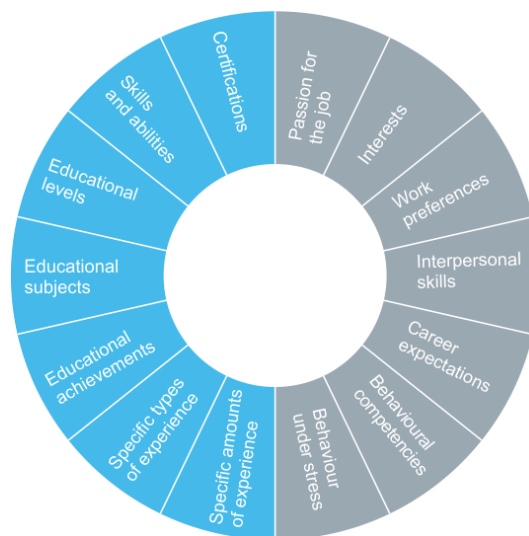 Passion for
the job
Interests
Work
preferences
Interpersonal
skills
Career
expectations
Behavioural
competencies
Behaviour
under stress
Specific amounts
of experience
Specific types
of experience
Educational
achievements
Educational
subjects
Educational
levels
Skills
and abilities
Certifications